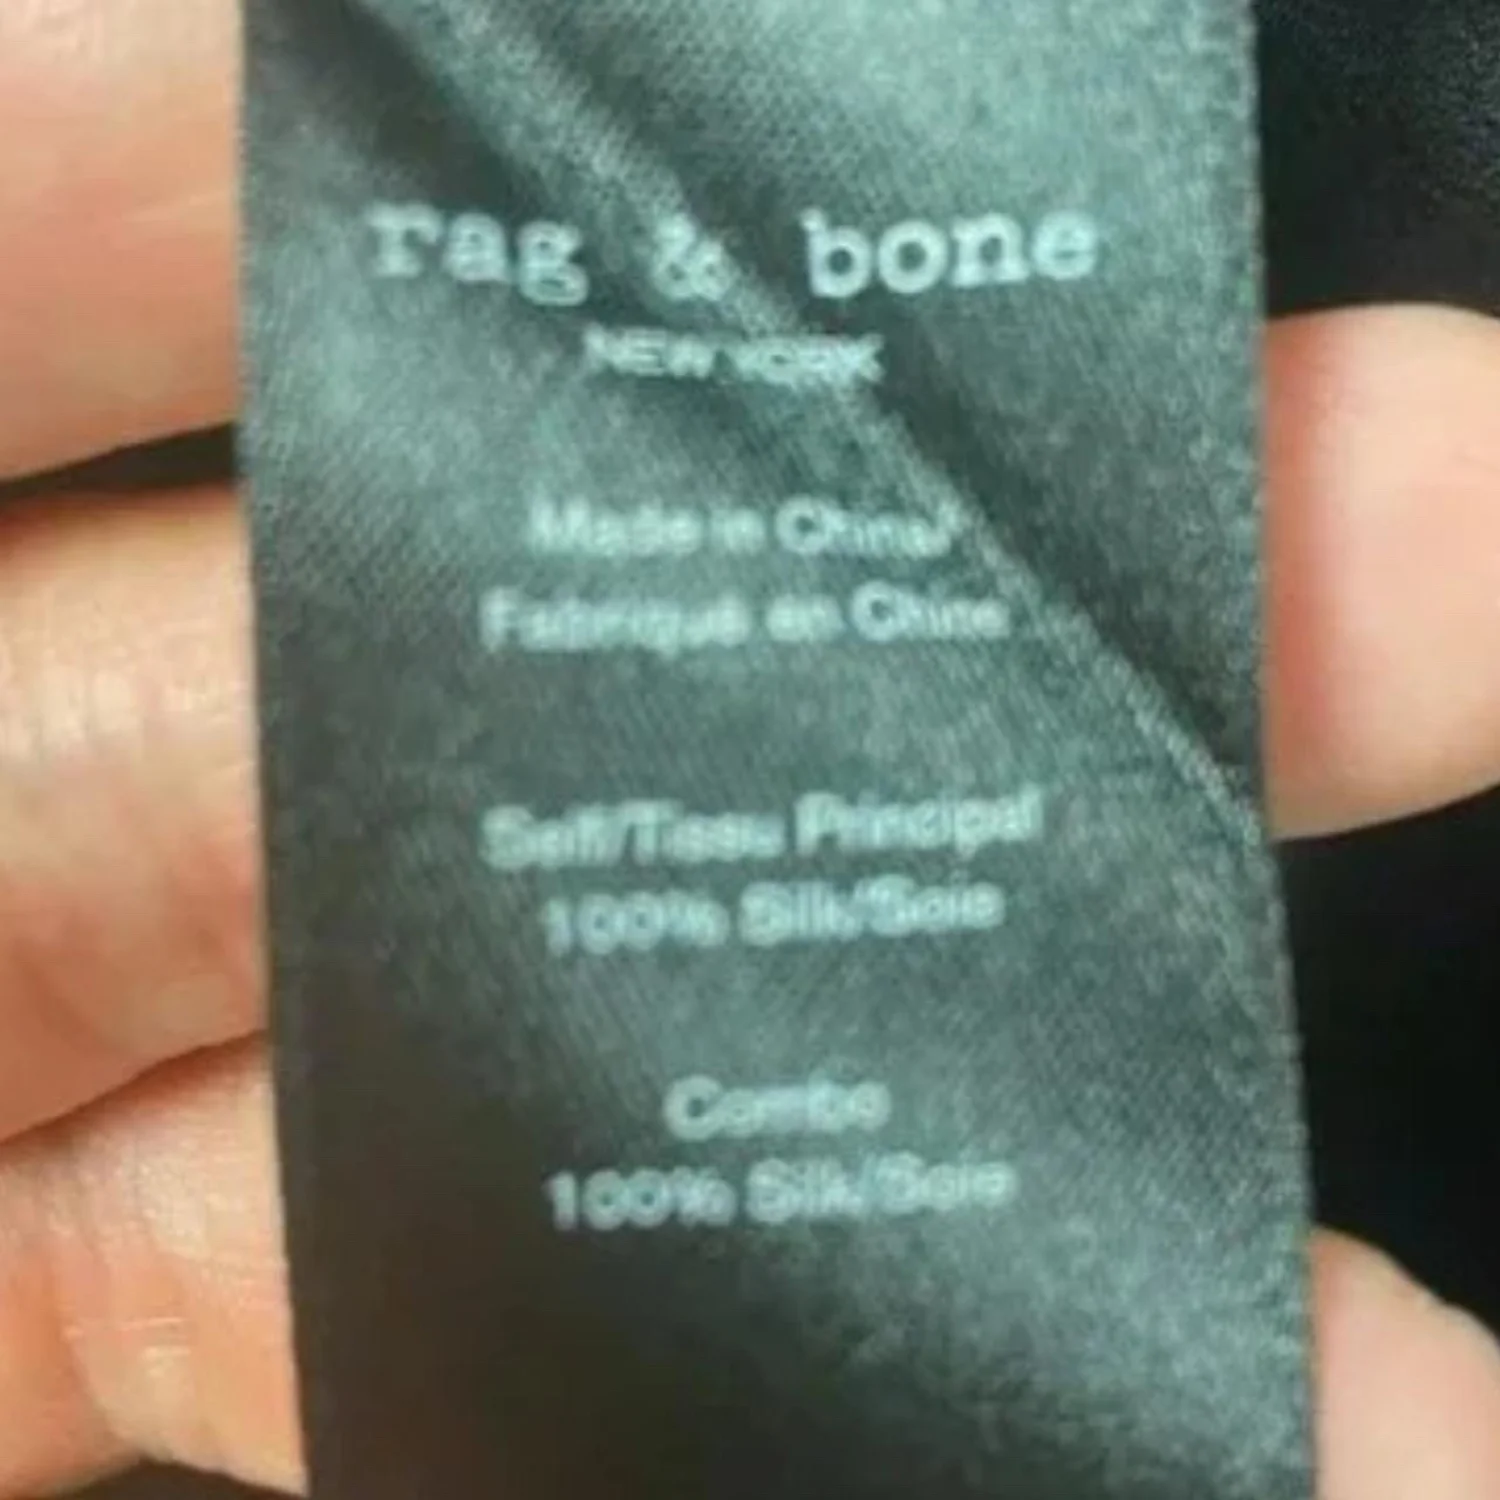 rag & bone
NEW YORK
Made in China/
Fabriqué en Chine
Self/Tissu Principal
100% Silk/Soie
Combo
100% Silk/Soie